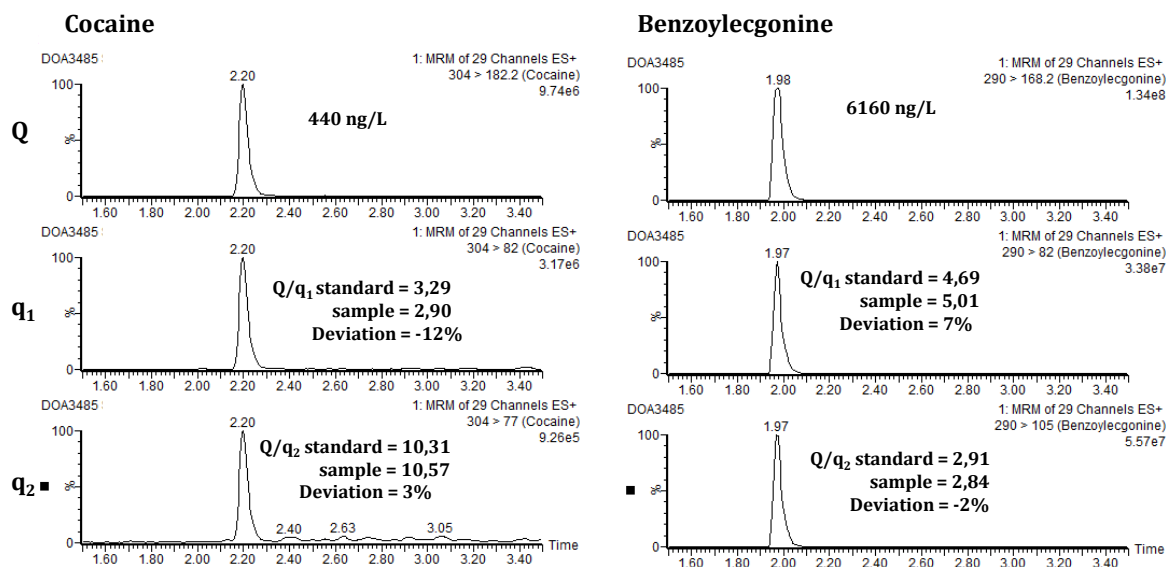 Cocaine
DOA3485
1: MRM of 29 Channels ES+
304 > 182.2 (Cocaine)
9.74e6
2.20
100
440 ng/L
Q
%
0
1.60 1.80 2.00 2.20 2.40 2.60 2.80 3.00 3.20 3.40
DOA3485
1: MRM of 29 Channels ES+
304 > 82 (Cocaine)
3.17e6
2.20
100
Q/q1 standard = 3,29
sample = 2,90
Deviation = -12%
q1
%
0
1.60 1.80 2.00 2.20 2.40 2.60 2.80 3.00 3.20 3.40
DOA3485
1: MRM of 29 Channels ES+
304 > 77 (Cocaine)
9.26e5
2.20
100
Q/q2 standard = 10,31
sample = 10,57
Deviation = 3%
q2
%
2.40 2.63 3.05
0
Time
1.60 1.80 2.00 2.20 2.40 2.60 2.80 3.00 3.20 3.40
Benzoylecgonine
DOA3485
1: MRM of 29 Channels ES+
290 > 168.2 (Benzoylecgonine)
1.34e8
1.98
100
6160 ng/L
%
0
1.60 1.80 2.00 2.20 2.40 2.60 2.80 3.00 3.20 3.40
DOA3485
1: MRM of 29 Channels ES+
290 > 82 (Benzoylecgonine)
3.38e7
1.97
100
Q/q1 standard = 4,69
sample = 5,01
Deviation = 7%
%
0
1.60 1.80 2.00 2.20 2.40 2.60 2.80 3.00 3.20 3.40
DOA3485
1: MRM of 29 Channels ES+
290 > 105 (Benzoylecgonine)
5.57e7
1.97
100
Q/q2 standard = 2,91
sample = 2,84
Deviation = -2%
%
0
Time
1.60 1.80 2.00 2.20 2.40 2.60 2.80 3.00 3.20 3.40